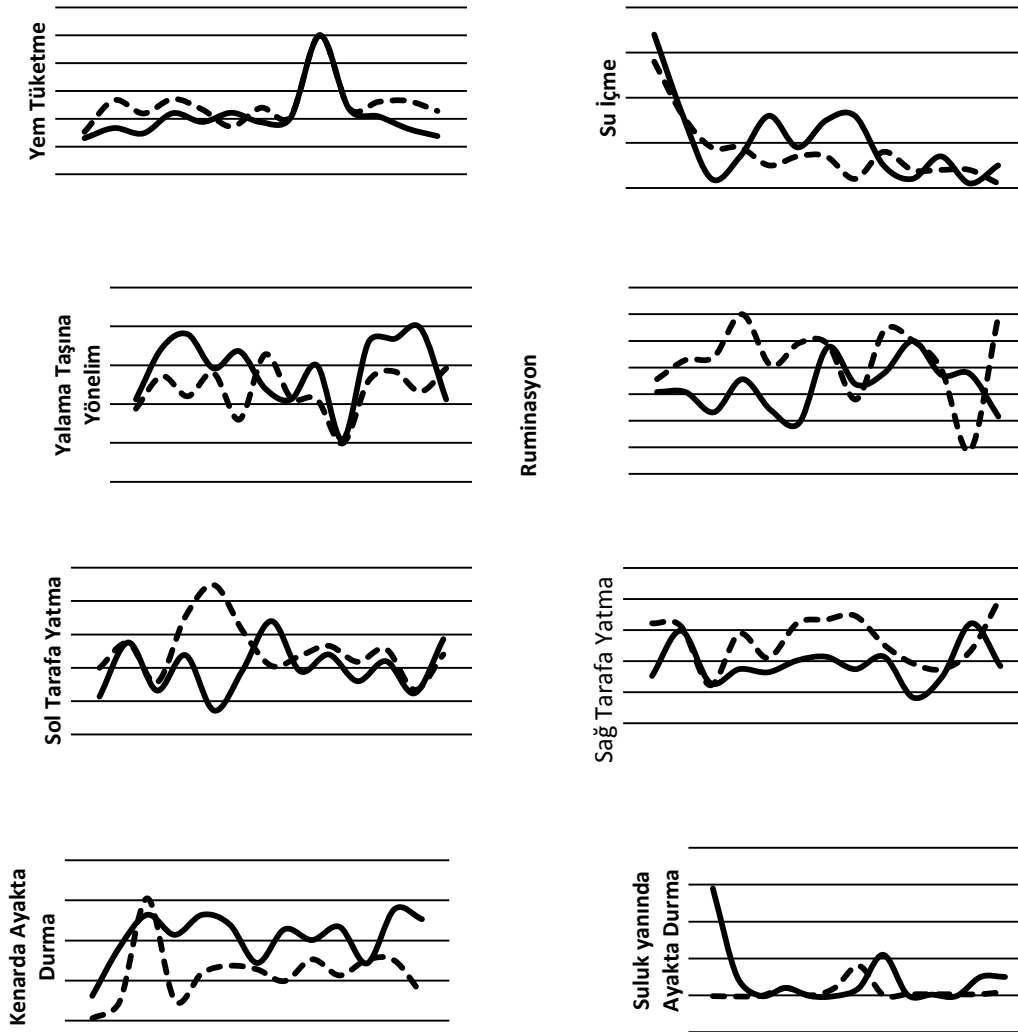 Yem Tüketme
Su İçme
Yalama Taşına
Yönelim
Ruminasyon
Sol Tarafa Yatma
Sağ Tarafa Yatma
Kenarda Ayakta
Durma
Suluk yanında
Ayakta Durma